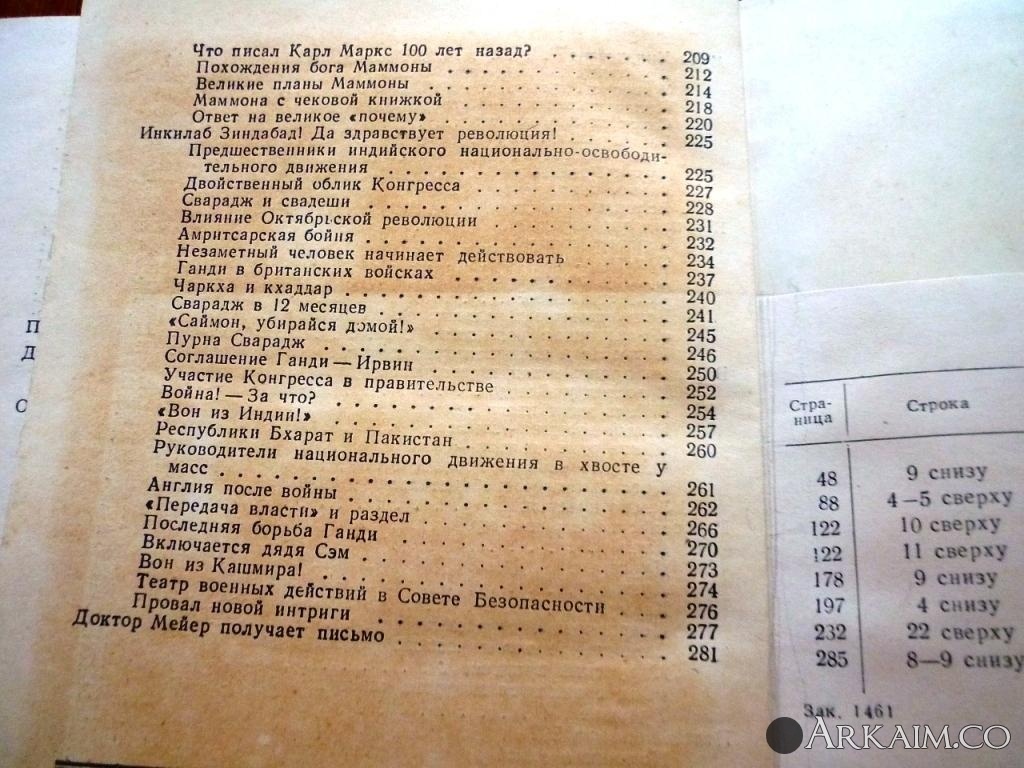 Что писал Карл Маркс 100 лет назад? . . . . . . . 209
Похождения бога Маммоны . . . . . . . . . . . 212
Великие планы Маммоны . . . . . . . . . . . . 214
Маммона с чековой книжкой . . . . . . . . . . 218
Ответ на великое «почему» . . . . . . . . . . . 220
Инкилаб Зиндабад! Да здравствует революция! . . . . . 225
Предшественники индийского национально-освободи-
тельного движения . . . . . . . . . . . . . . 225
Двойственный облик Конгресса . . . . . . . . . 227
Сварадж и свадеши . . . . . . . . . . . . . . 228
Влияние Октябрьской революции . . . . . . . . 231
Амритсарская бойня . . . . . . . . . . . . . . 232
Незаметный человек начинает действовать . . . . 234
Ганди в британских войсках . . . . . . . . . . 237
Чаркха и кхаддар . . . . . . . . . . . . . . . 240
Сварадж в 12 месяцев . . . . . . . . . . . . . 241
«Саймон, убирайся домой!» . . . . . . . . . . . 245
Пурна Сварадж . . . . . . . . . . . . . . . . 246
Соглашение Ганди — Ирвин . . . . . . . . . . . 250
Участие Конгресса в правительстве . . . . . . . 252
Война! — За что? . . . . . . . . . . . . . . . 254
«Вон из Индии!» . . . . . . . . . . . . . . . 257
Республики Бхарат и Пакистан . . . . . . . . . 260
Руководители национального движения в хвосте у
масс . . . . . . . . . . . . . . . . . . . . 261
Англия после войны . . . . . . . . . . . . . . 262
«Передача власти» и раздел . . . . . . . . . . 266
Последняя борьба Ганди . . . . . . . . . . . . 270
Включается дядя Сэм . . . . . . . . . . . . . 273
Вон из Кашмира! . . . . . . . . . . . . . . . 274
Театр военных действий в Совете Безопасности . . . 276
Провал новой интриги . . . . . . . . . . . . . 277
Доктор Мейер получает письмо . . . . . . . . . . 281
П
Д
С
Стра-
ница
Строка
48 9 снизу
88 4—5 сверху
122 10 сверху
122 11 сверху
178 9 снизу
197 4 снизу
232 22 сверху
285 8—9 снизу
Зак. 1461
ARKAIM.CO